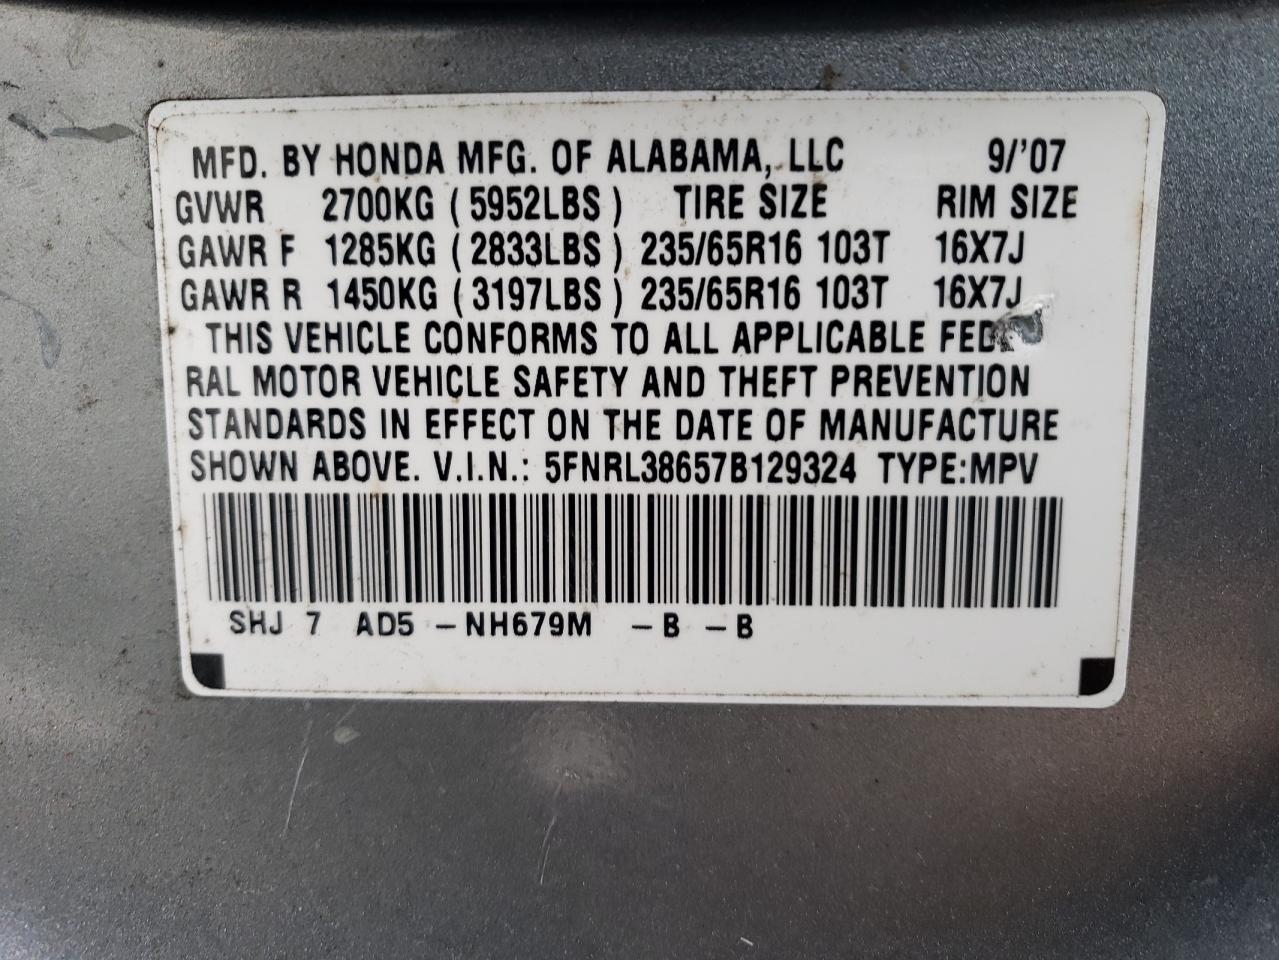 MFD. BY HONDA MFG. OF ALABAMA, LLC 9/'07
GVWR 2700KG (5952LBS) TIRE SIZE RIM SIZE
GAWR F 1285KG (2833LBS) 235/65R16 103T 16X7J
GAWR R 1450KG (3197LBS) 235/65R16 103T 16X7J
THIS VEHICLE CONFORMS TO ALL APPLICABLE
RAL MOTOR VEHICLE SAFETY AND THEFT PREVENTION
STANDARDS IN EFFECT ON THE DATE OF MANUFACTURE
SHOWN ABOVE. V.I.N.: 5FNRL38657B129324 TYPE:MPV
SHJ 7 AD5 -NH679M -B -B